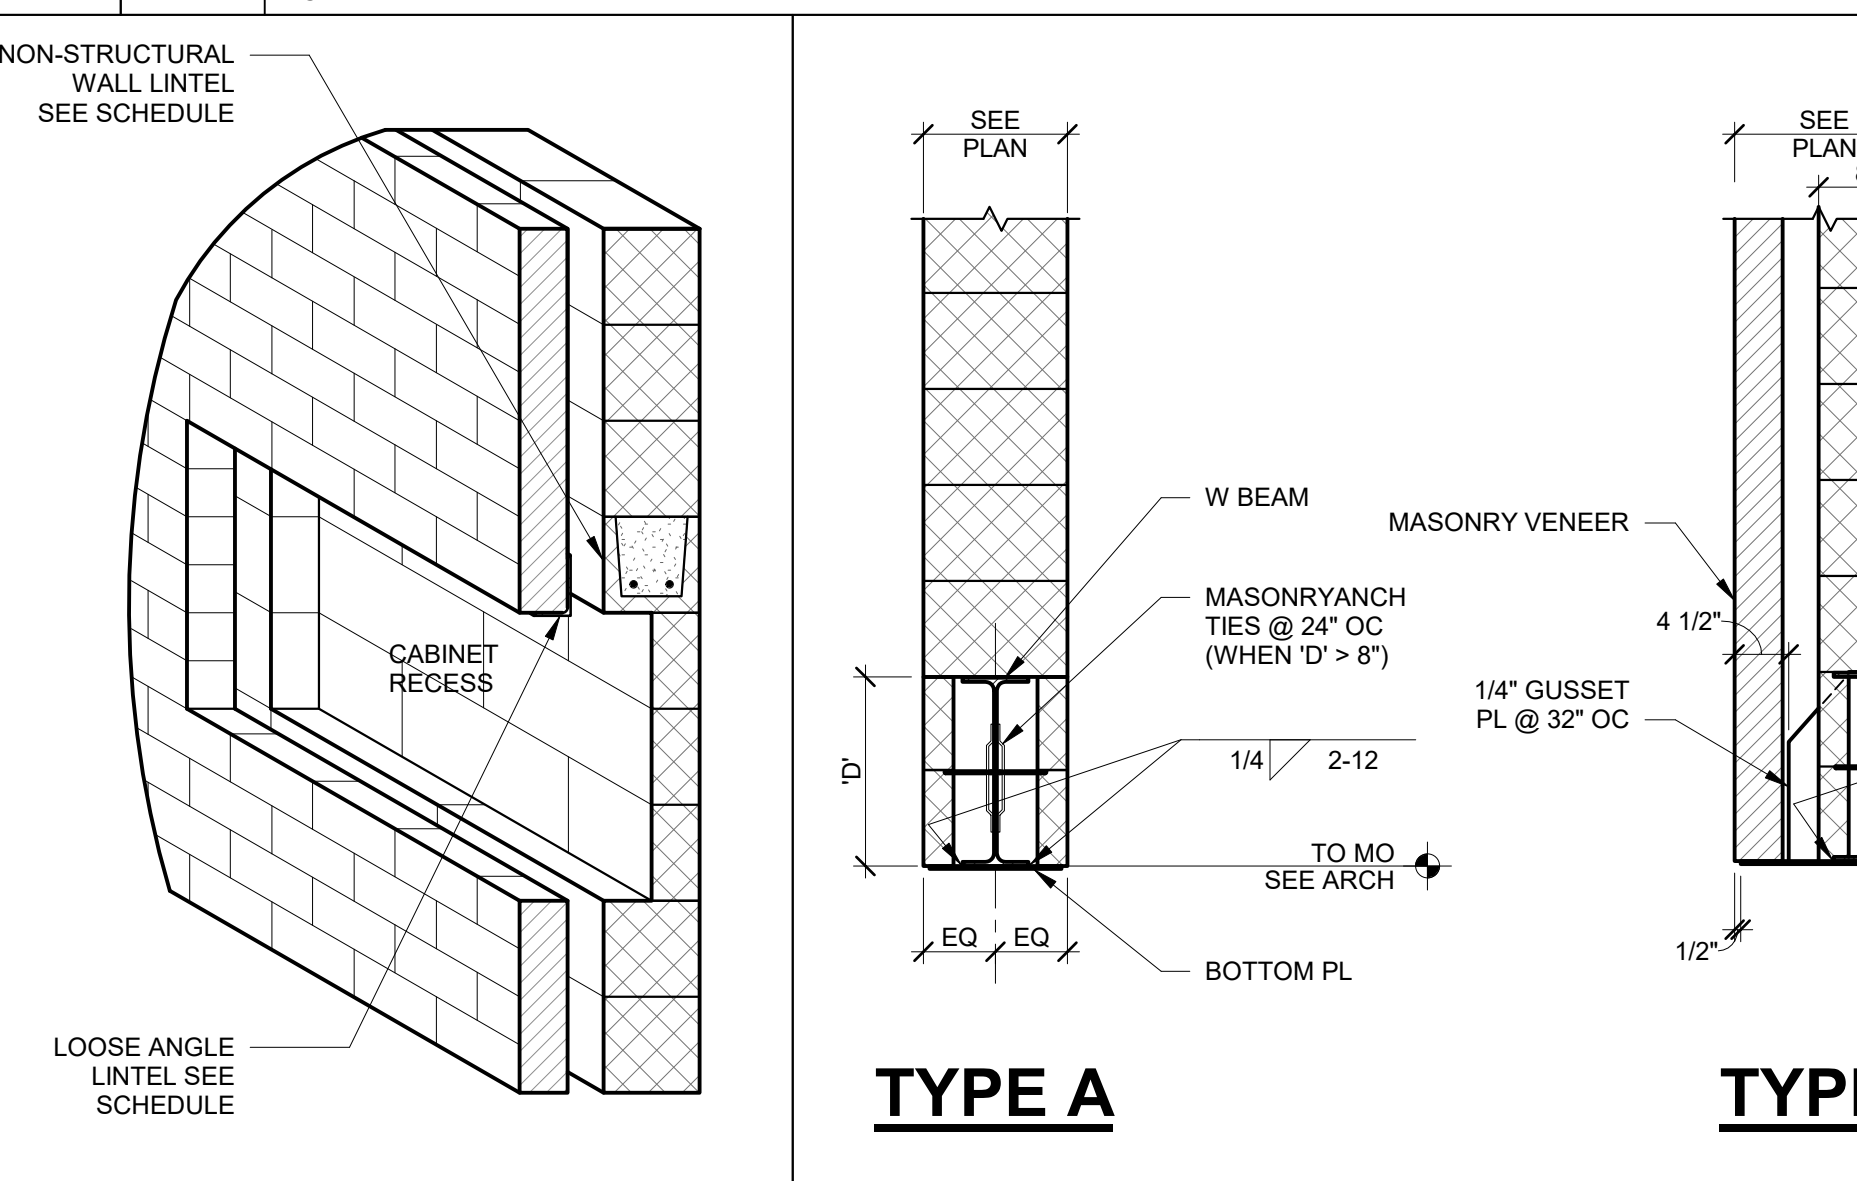 NON-STRUCTURAL
WALL LINTEL
SEE SCHEDULE
CABINET
RECESS
LOOSE ANGLE
LINTEL SEE
SCHEDULE
SEE
PLAN
W BEAM
MASONRYANCH
TIES @ 24" OC
(WHEN 'D' > 8")
'D'
1/4
2-12
TO MO
SEE ARCH
EQ
EQ
BOTTOM PL
TYPE A
SEE
PLAN
MASONRY VENEER
4 1/2"
1/4" GUSSET
PL @ 32" OC
1/2"
TYPE